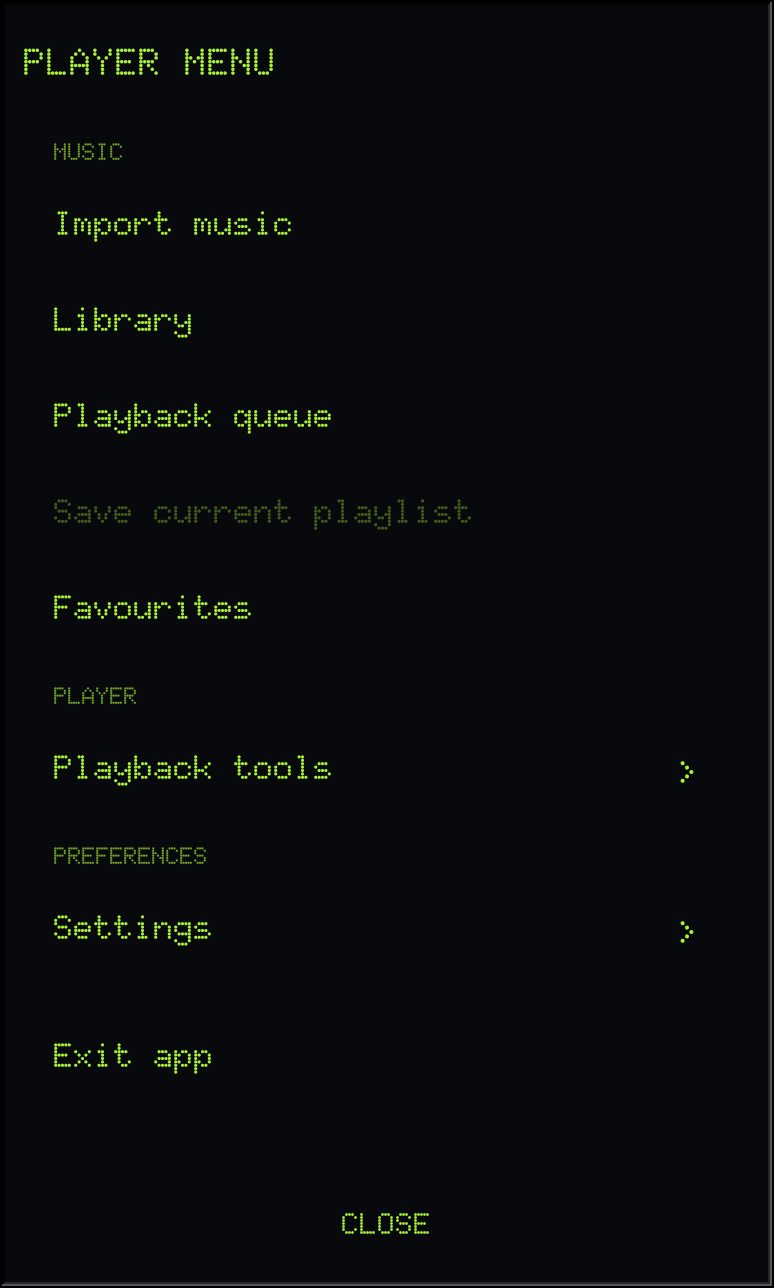 PLAYER MENU
MUSIC
Import music
Library
Playback queue
Save current playlist
Favourites
PLAYER
Playback tools >
PREFERENCES
Settings >
Exit app
CLOSE